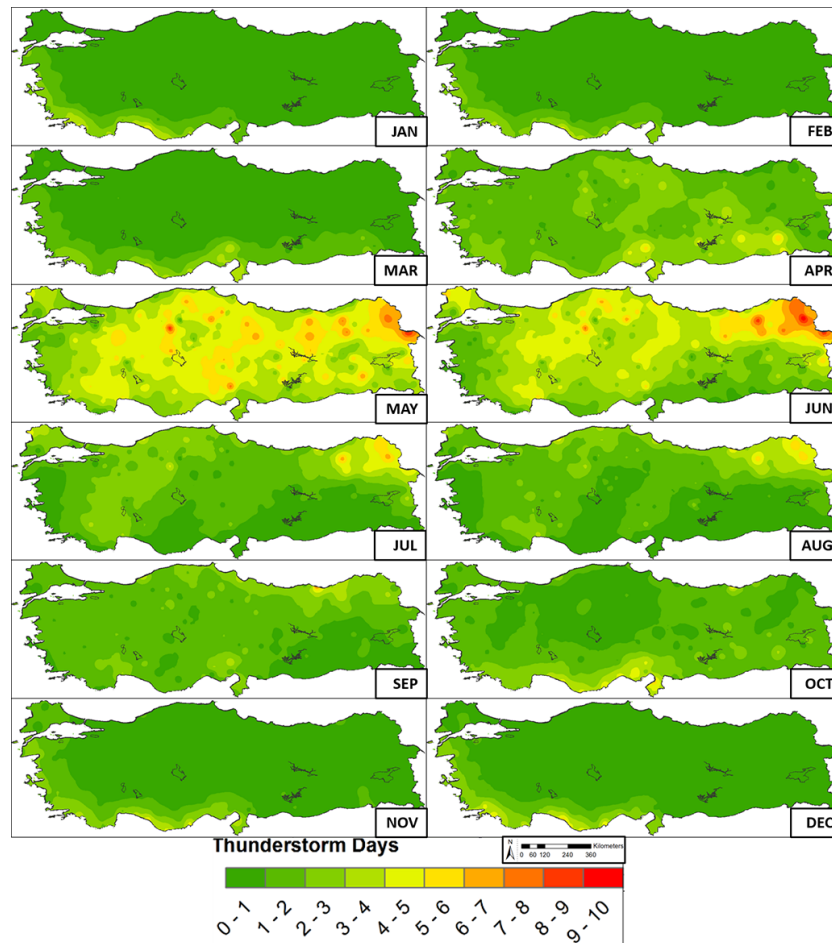 JAN
FEB
MAR
APR
MAY
JUN
JUL
AUG
SEP
OCT
NOV
DEC
Thunderstorm Days
N
Kilometers
0 60 120 240 360
0 - 1
1 - 2
2 - 3
3 - 4
4 - 5
5 - 6
6 - 7
7 - 8
8 - 9
9 - 10